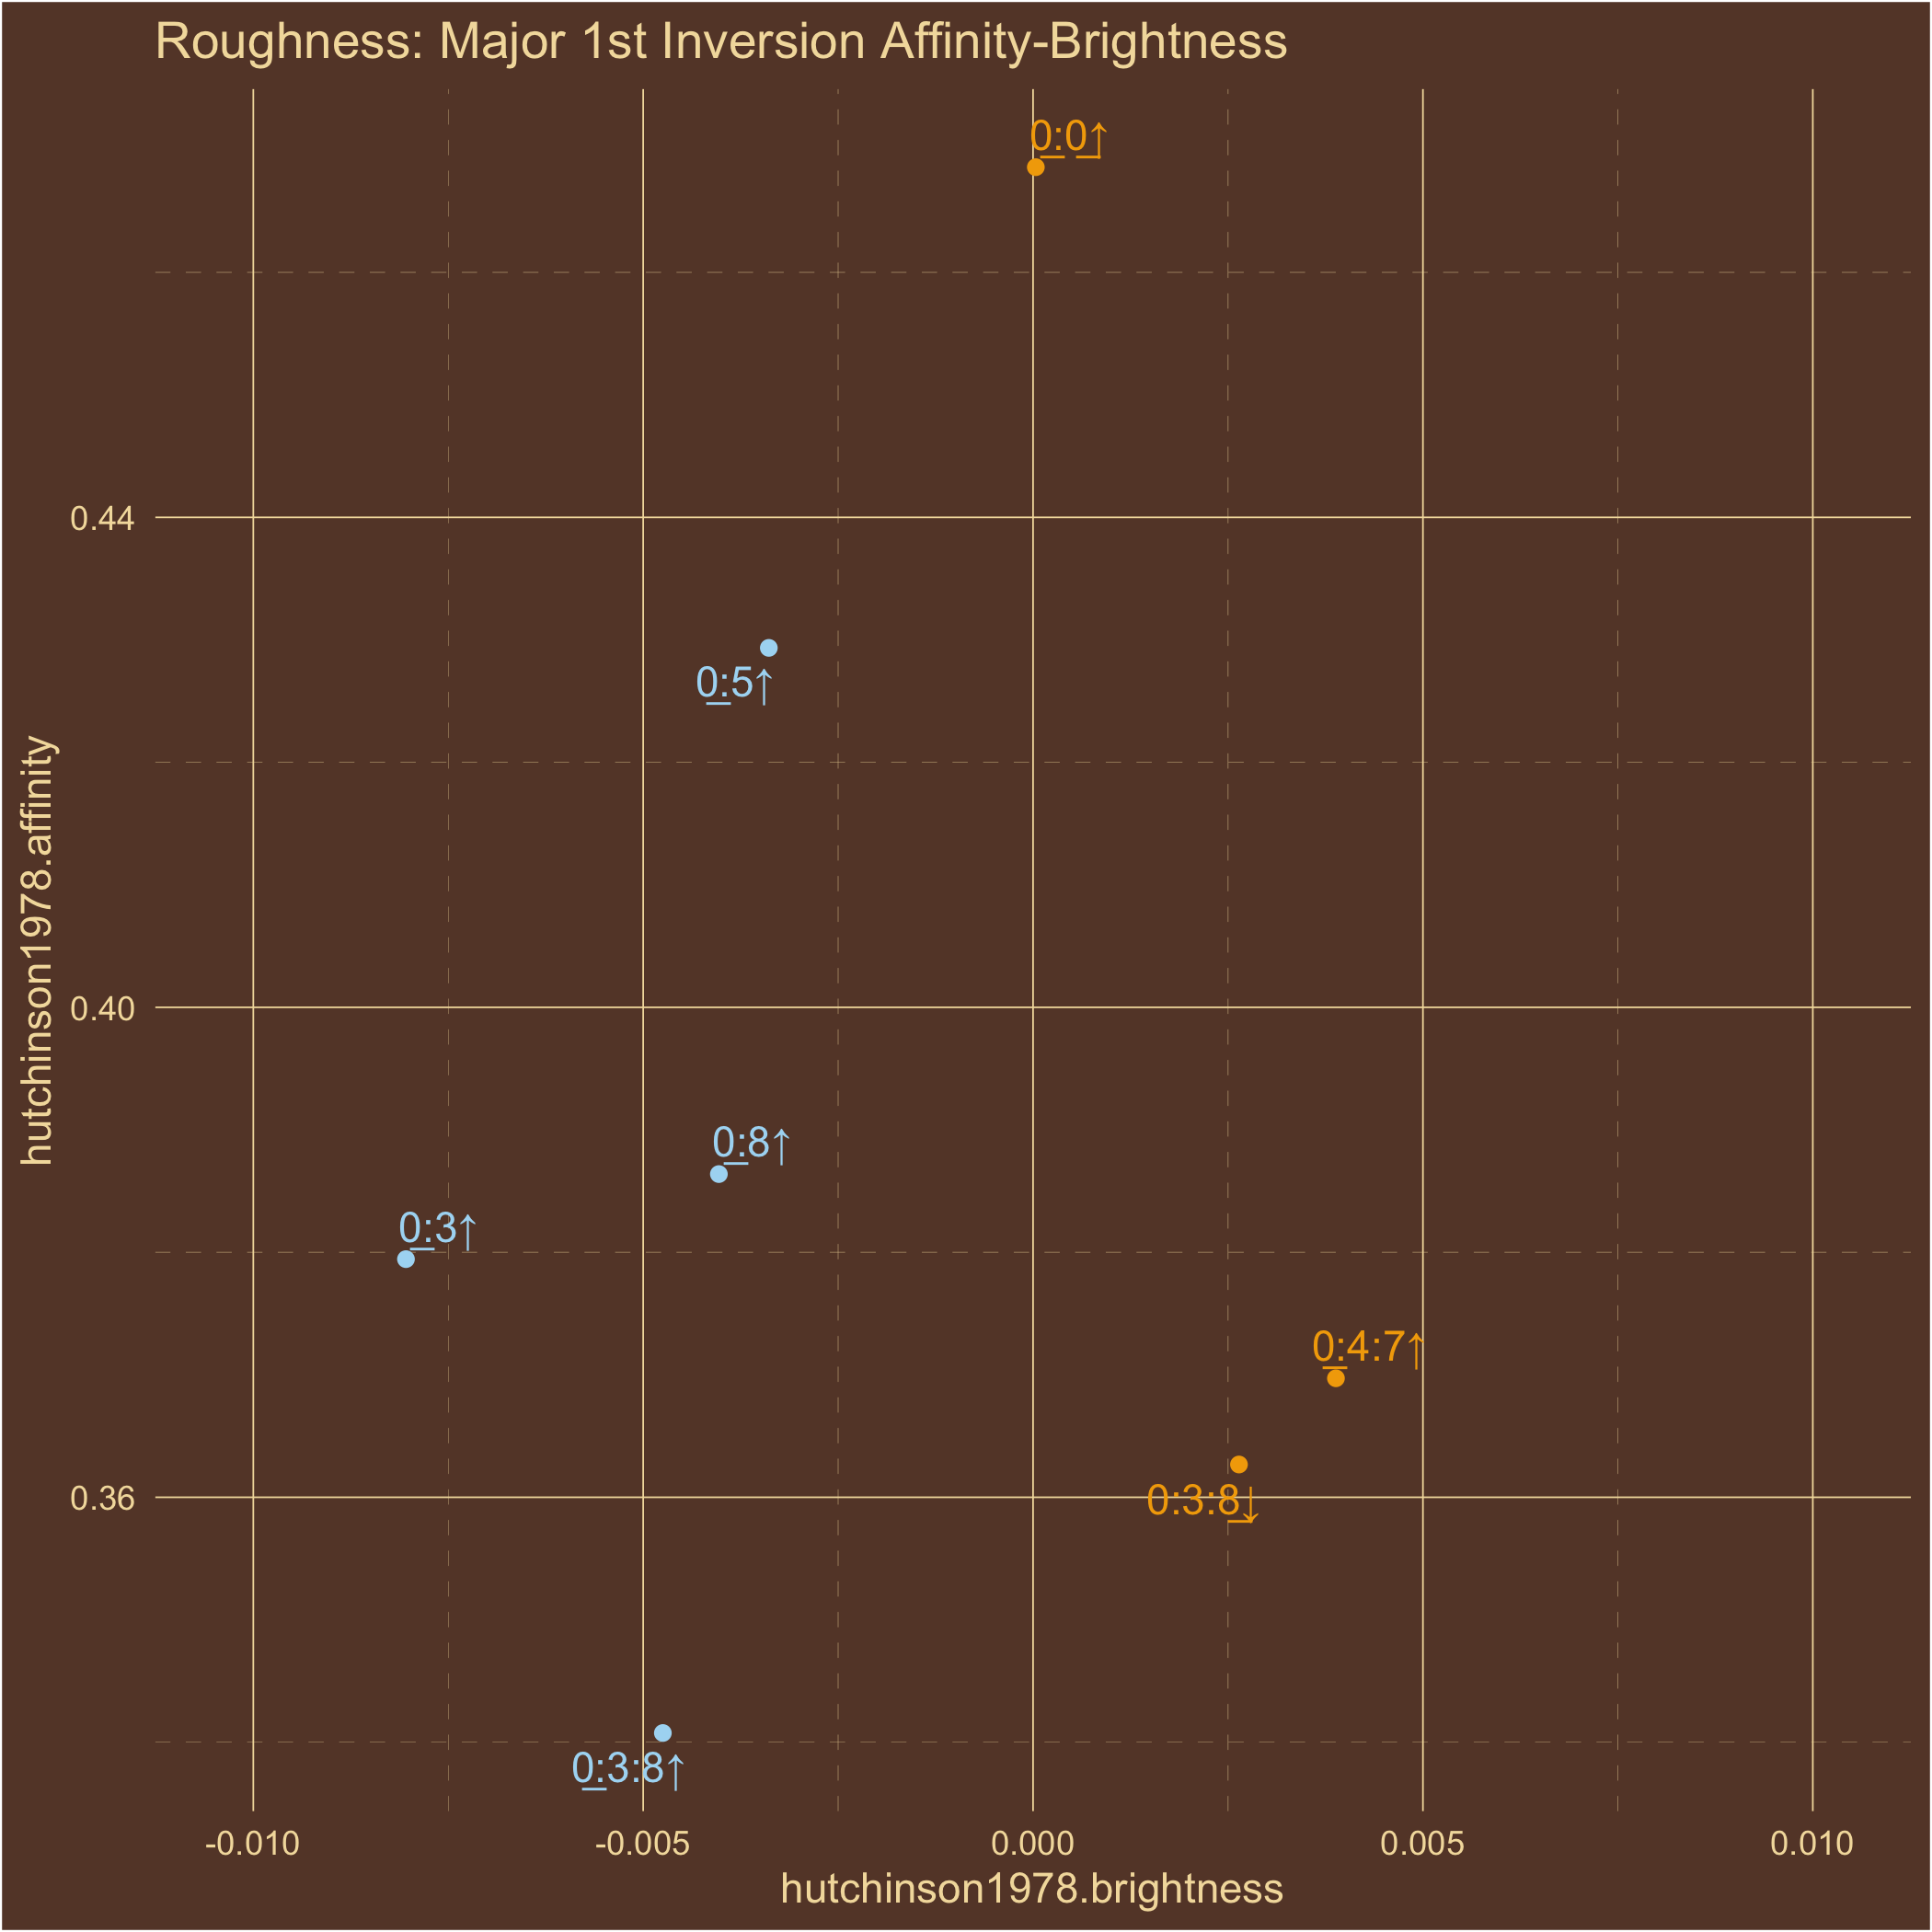 Roughness: Major 1st Inversion Affinity-Brightness
0̲:0̲↑
0.44
0̲:5↑
hutchinson1978.affinity
0.40
0̲:8↑
0̲:3↑
0̲:4:7↑
0.36
0:3:8̲↓
0̲:3:8↑
-0.010 -0.005 0.000 0.005 0.010
hutchinson1978.brightness